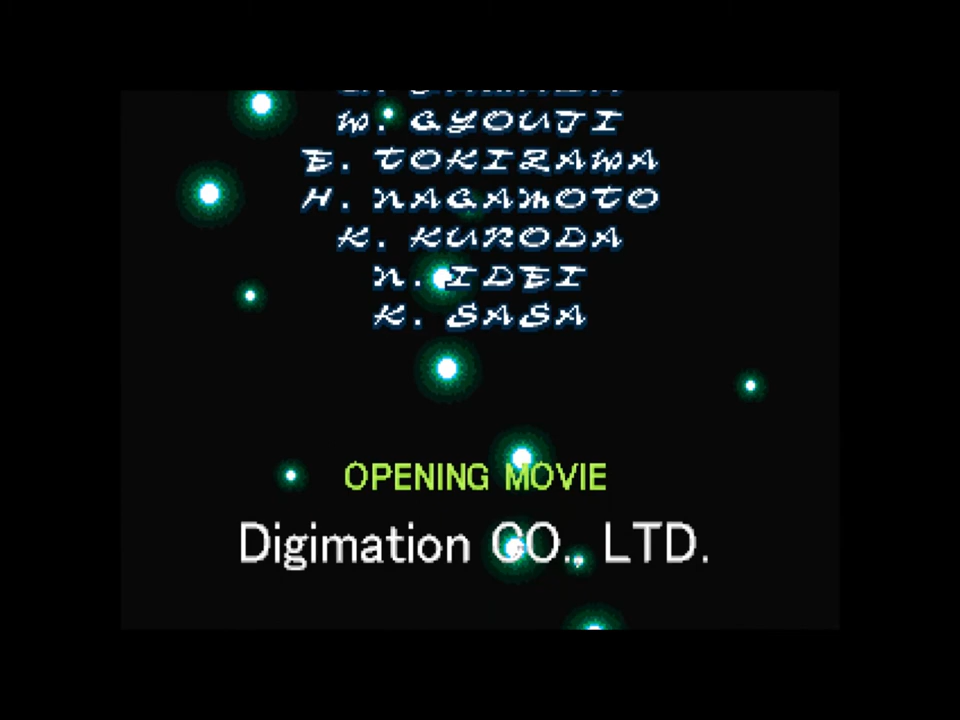 W. GYOUJI
E. TOKIZAWA
H. NAGAMOTO
K. KURODA
N. IDEI
K. SASA
OPENING MOVIE
Digimation CO., LTD.